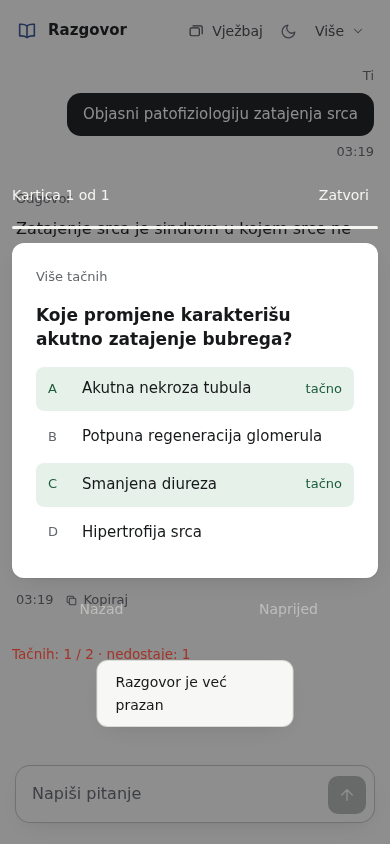 Razgovor
Vježbaj
Više
Ti
Objasni patofiziologiju zatajenja srca
03:19
Kartica 1 od 1
Zatvori
Odgovor
Zatajenje srca je sindrom u kojem srce ne
Više tačnih
Koje promjene karakterišu
akutno zatajenje bubrega?
A Akutna nekroza tubula tačno
B Potpuna regeneracija glomerula
C Smanjena diureza tačno
D Hipertrofija srca
03:19 Kopiraj
Nazad Naprijed
Tačnih: 1 / 2 · nedostaje: 1
Razgovor je već
prazan
Napiši pitanje